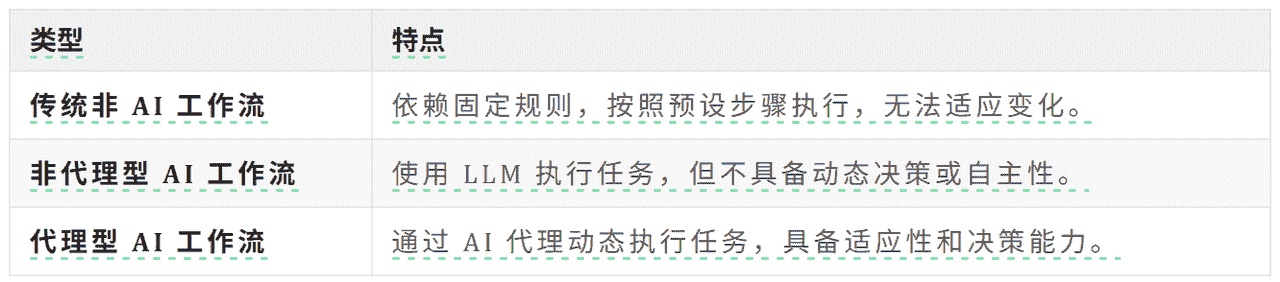 类型 特点
传统非 AI 工作流 依赖固定规则，按照预设步骤执行，无法适应变化。
非代理型 AI 工作流 使用 LLM 执行任务，但不具备动态决策或自主性。
代理型 AI 工作流 通过 AI 代理动态执行任务，具备适应性和决策能力。